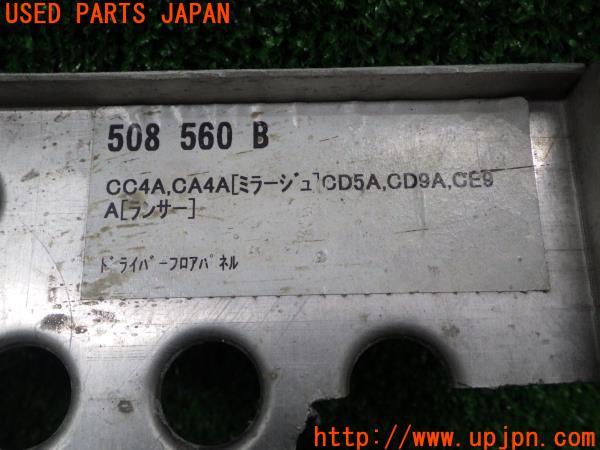 USED PARTS JAPAN
508 560 B
CC4A,CA4A[ミラージュ]CD5A,CD9A,CE9
A[ランサー]
ドライバーフロアパネル
http://www.upjpn.com/